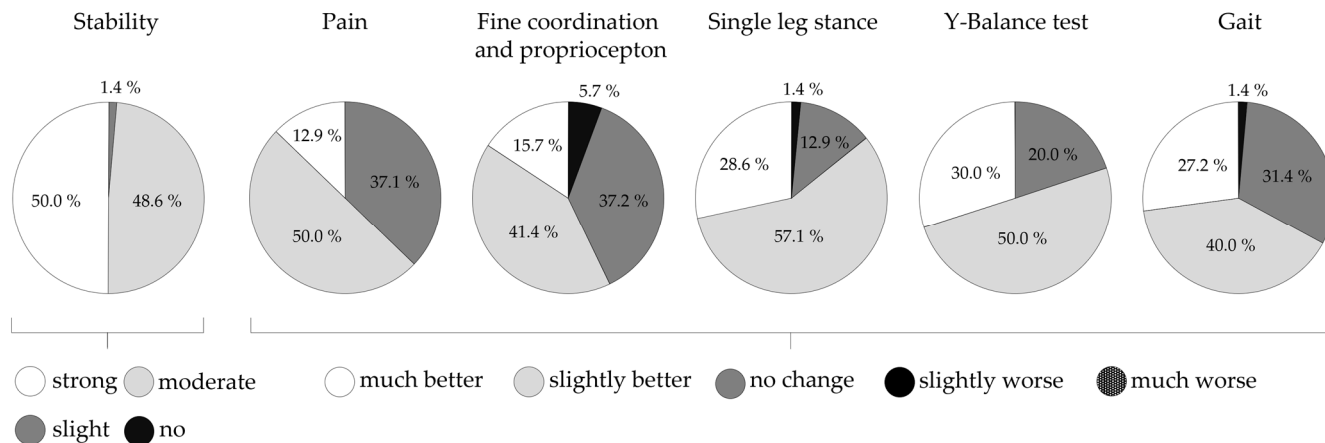 Stability
Pain
Fine coordination
and propriocepton
Single leg stance
Y-Balance test
Gait
1.4 %
50.0 %
48.6 %
12.9 %
37.1 %
50.0 %
5.7 %
15.7 %
37.2 %
41.4 %
1.4 %
28.6 %
12.9 %
57.1 %
30.0 %
20.0 %
50.0 %
1.4 %
27.2 %
31.4 %
40.0 %
strong moderate
slight no
much better slightly better no change slightly worse much worse